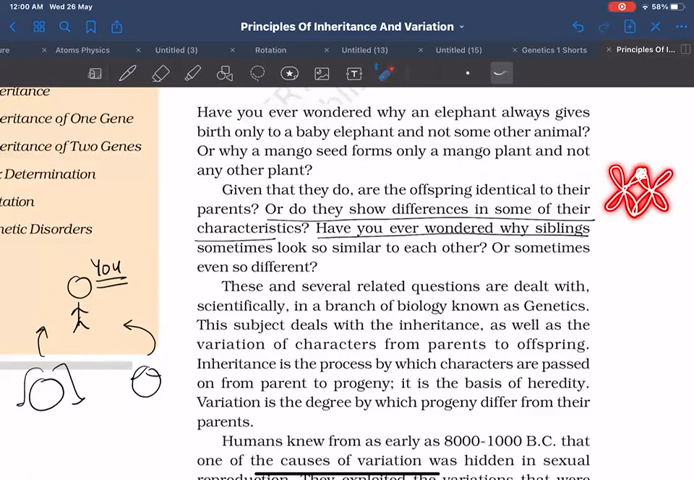 12:00 AM Wed 26 May
58%
Principles Of Inheritance And Variation
Atoms Physics
Untitled (3)
Rotation
Untitled (13)
Untitled (15)
Genetics 1 Shorts
Principles Of I...
eritance
heritance of One Gene
heritance of Two Genes
Determination
tation
netic Disorders
You
Have you ever wondered why an elephant always gives
birth only to a baby elephant and not some other animal?
Or why a mango seed forms only a mango plant and not
any other plant?
Given that they do, are the offspring identical to their
parents? Or do they show differences in some of their
characteristics? Have you ever wondered why siblings
sometimes look so similar to each other? Or sometimes
even so different?
These and several related questions are dealt with,
scientifically, in a branch of biology known as Genetics.
This subject deals with the inheritance, as well as the
variation of characters from parents to offspring.
Inheritance is the process by which characters are passed
on from parent to progeny; it is the basis of heredity.
Variation is the degree by which progeny differ from their
parents.
Humans knew from as early as 8000-1000 B.C. that
one of the causes of variation was hidden in sexual
reproduction. They exploited the variations that were